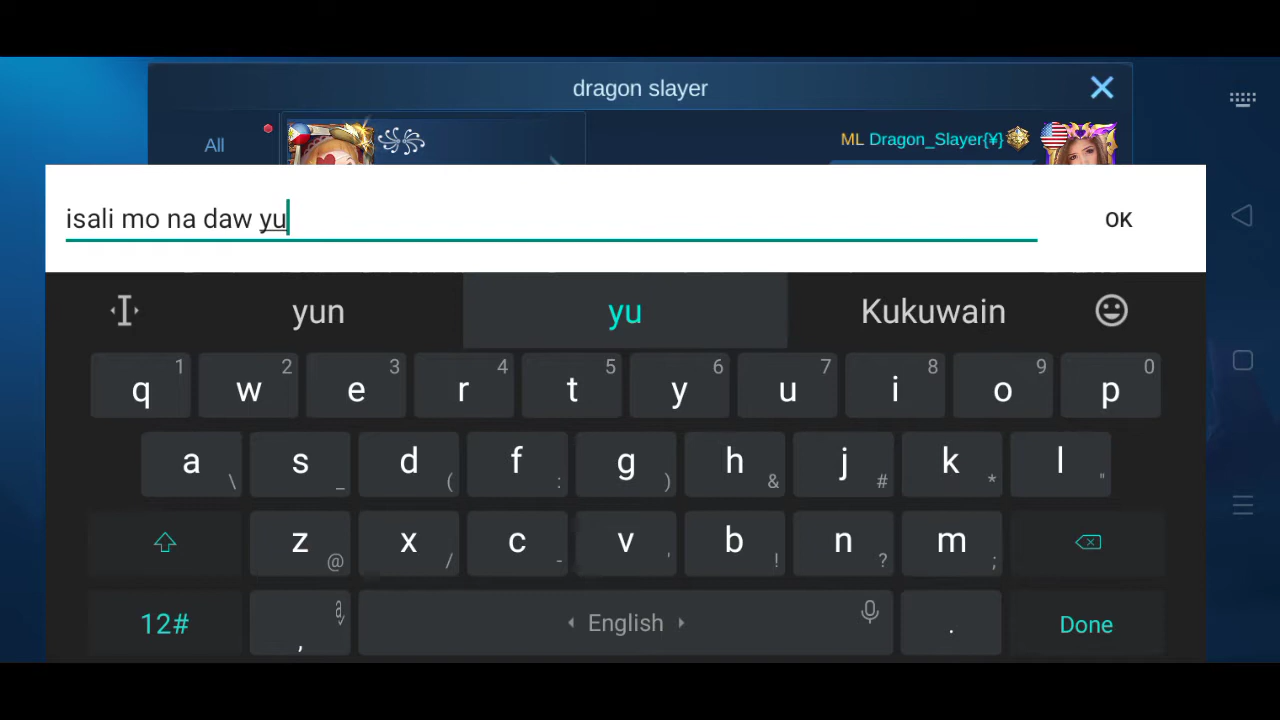 dragon slayer
All
ML Dragon_Slayer{¥}
isali mo na daw yu
OK
yun yu Kukuwain
q 1 w 2 e 3 r 4 t 5 y 6 u 7 i 8 o 9 p 0
a \ s _ d ( f : g ) h & j # k * l "
z @ x / c - v ' b ! n ? m ;
12# , English . Done